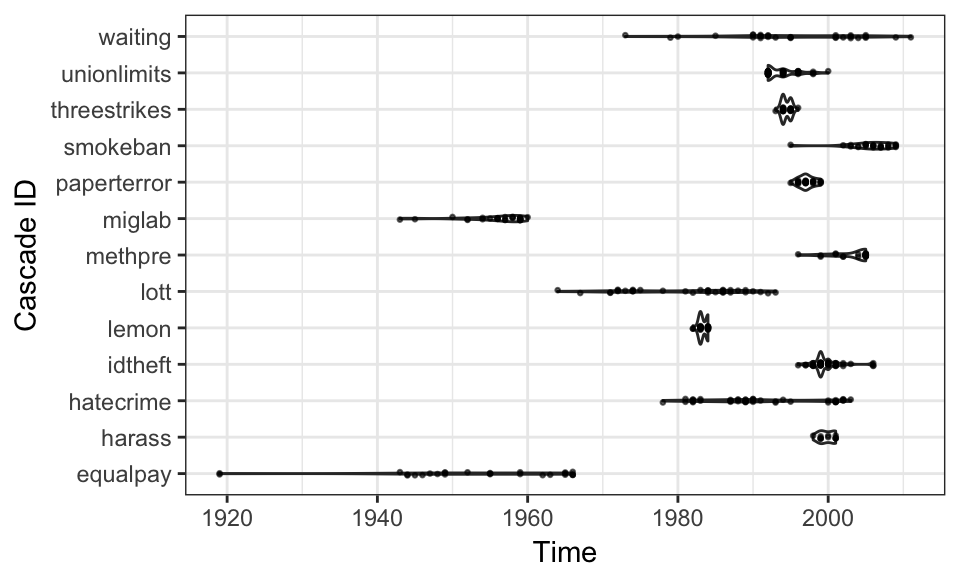 Cascade ID
waiting
unionlimits
threestrikes
smokeban
paperterror
miglab
methpre
lott
lemon
idtheft
hatecrime
harass
equalpay
1920 1940 1960 1980 2000
Time